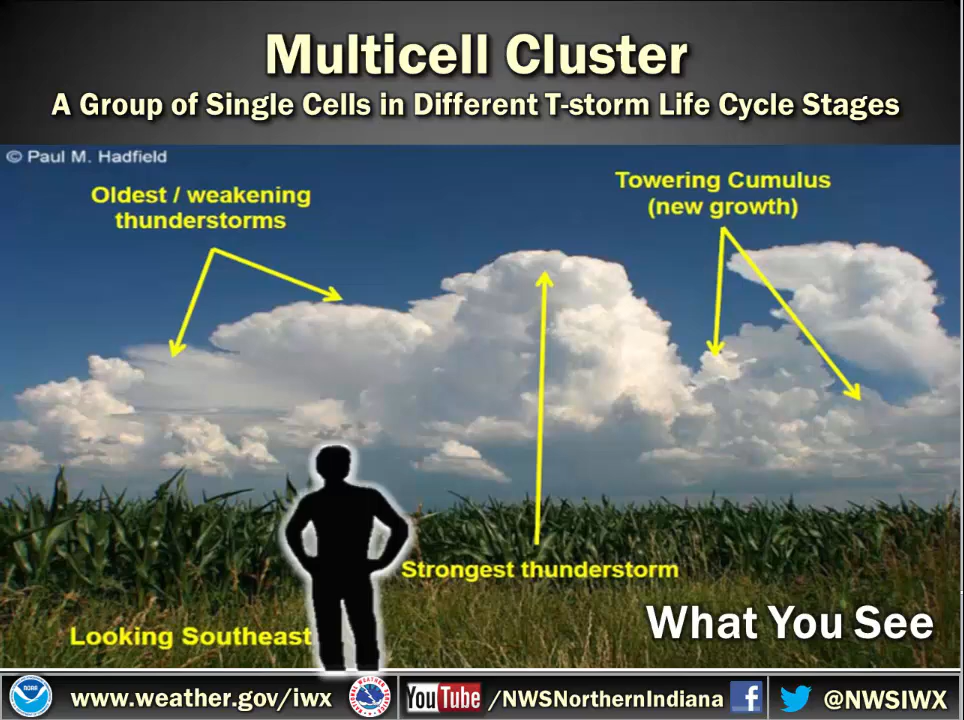 Multicell Cluster
A Group of Single Cells in Different T-storm Life Cycle Stages
© Paul M. Hadfield
Oldest / weakening
thunderstorms
Towering Cumulus
(new growth)
Strongest thunderstorm
Looking Southeast
What You See
NOAA
www.weather.gov/iwx
YouTube /NWSNorthernIndiana
f
@NWSIWX